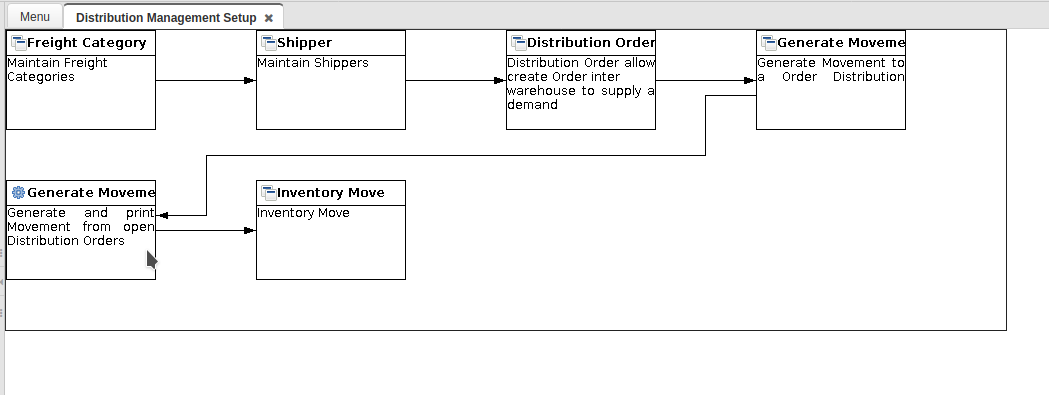 Menu
Distribution Management Setup
Freight Category
Maintain Freight
Categories
Shipper
Maintain Shippers
Distribution Order
Distribution Order allow
create Order inter
warehouse to supply a
demand
Generate Moveme
Generate Movement to
a Order Distribution
Generate Moveme
Generate and print
Movement from open
Distribution Orders
Inventory Move
Inventory Move